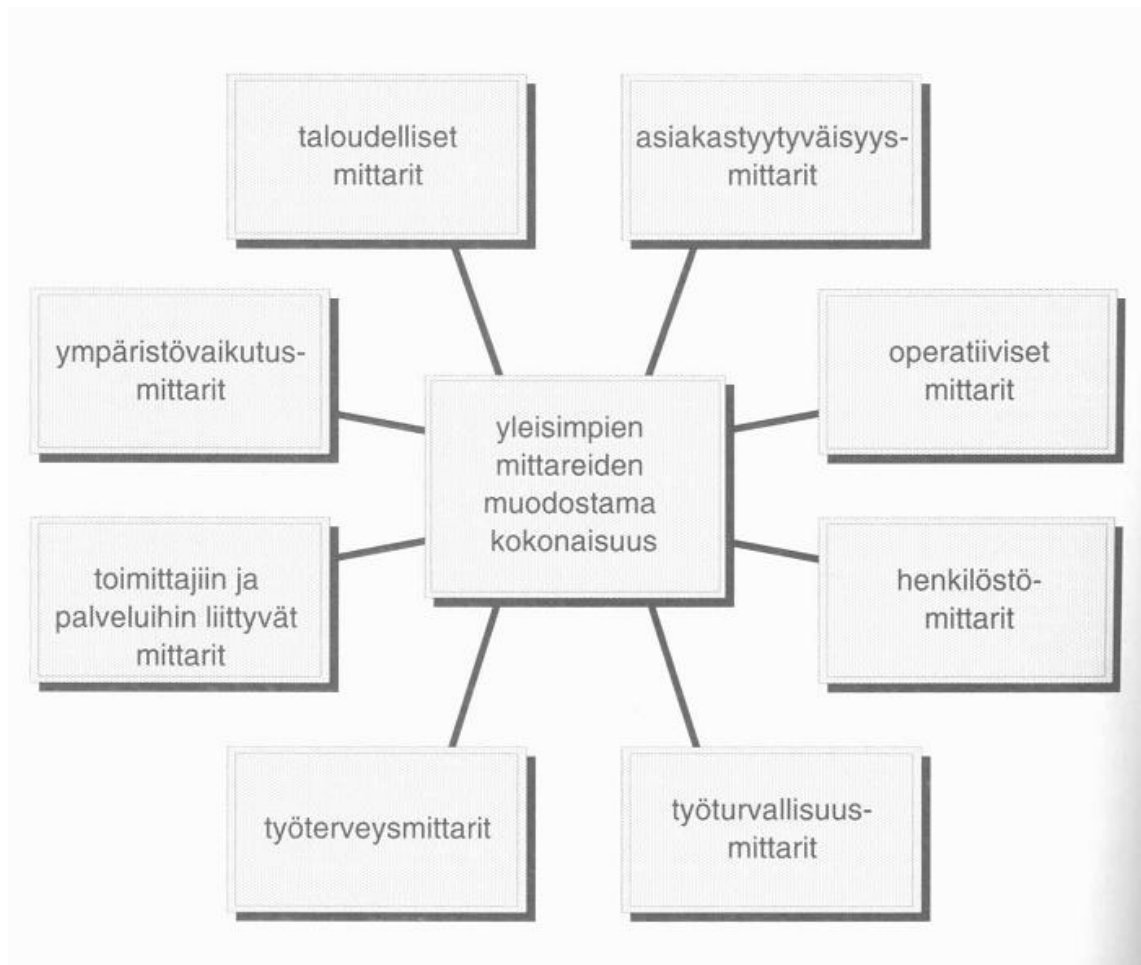 taloudelliset
mittarit
asiakastyytyväisyys-
mittarit
ympäristövaikutus-
mittarit
operatiiviset
mittarit
yleisimpien
mittareiden
muodostama
kokonaisuus
toimittajiin ja
palveluihin liittyvät
mittarit
henkilöstö-
mittarit
työterveysmittarit
työturvallisuus-
mittarit